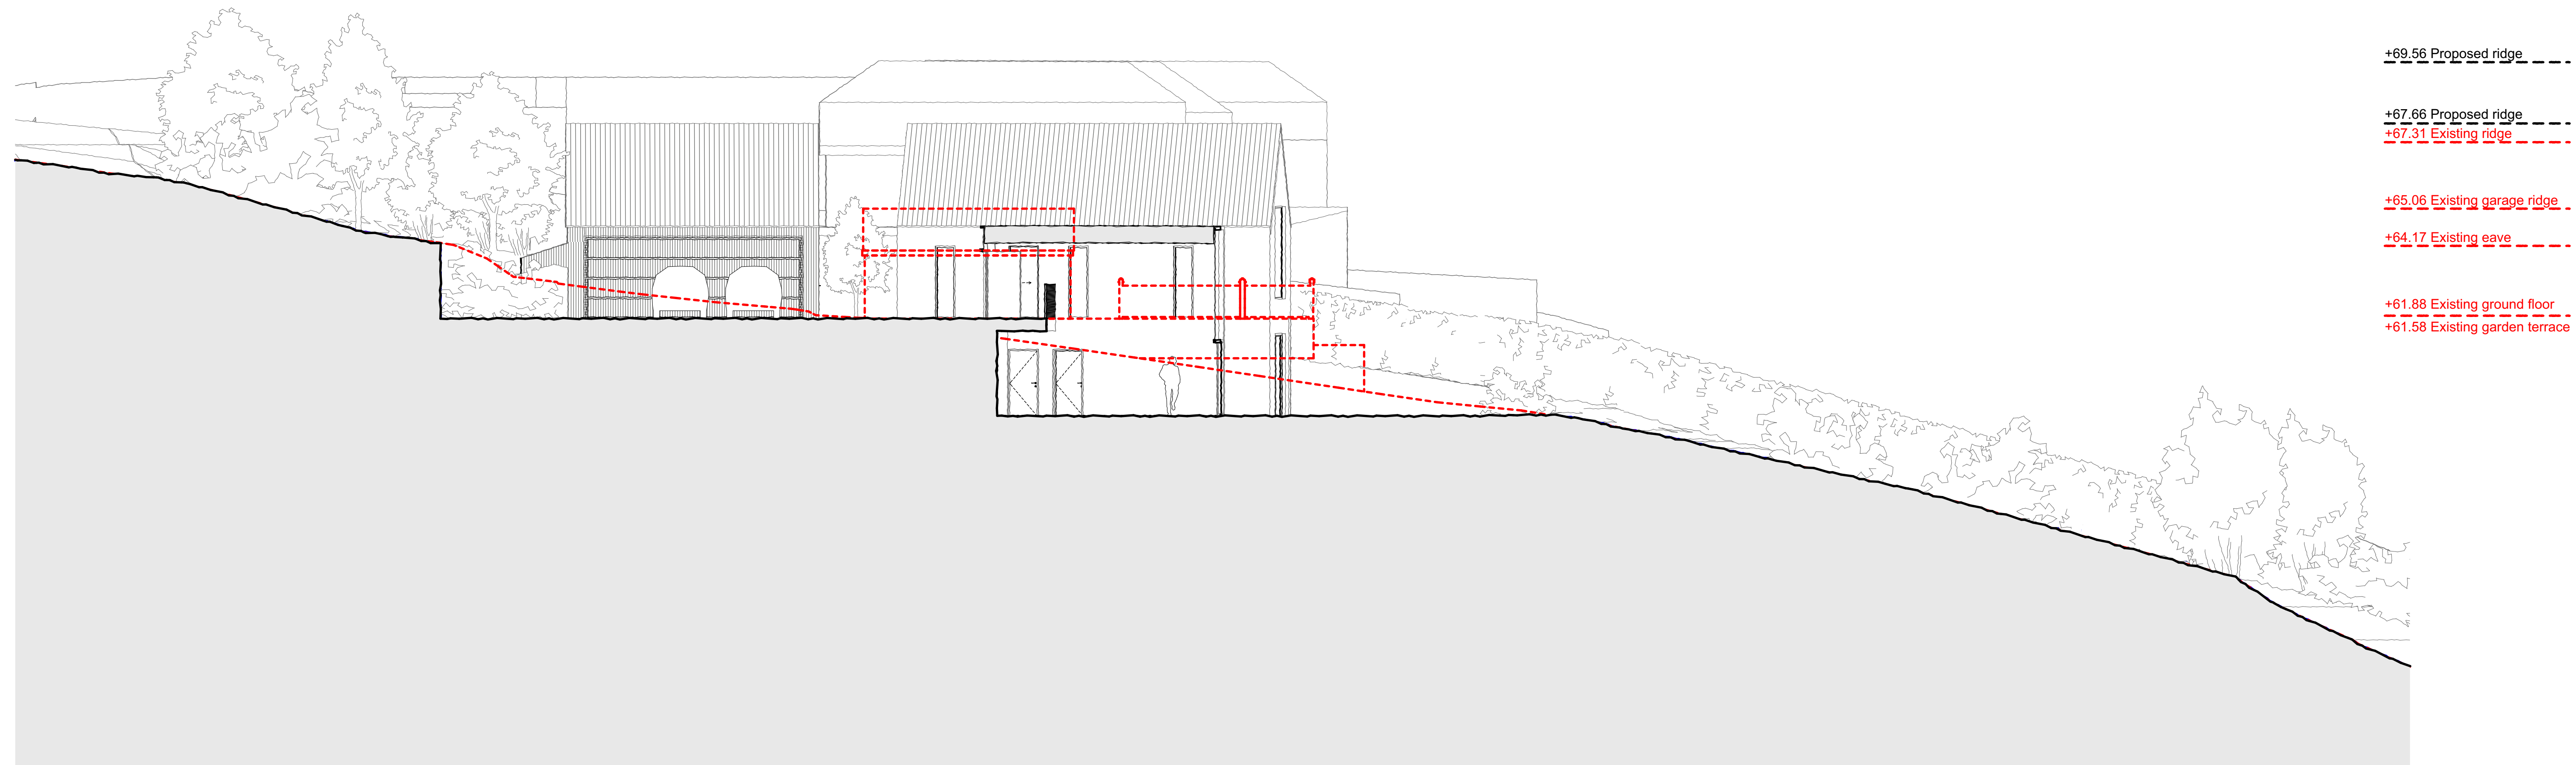 +69.56 Proposed ridge
+67.66 Proposed ridge
+67.31 Existing ridge
+65.06 Existing garage ridge
+64.17 Existing eave
+61.88 Existing ground floor
+61.58 Existing garden terrace